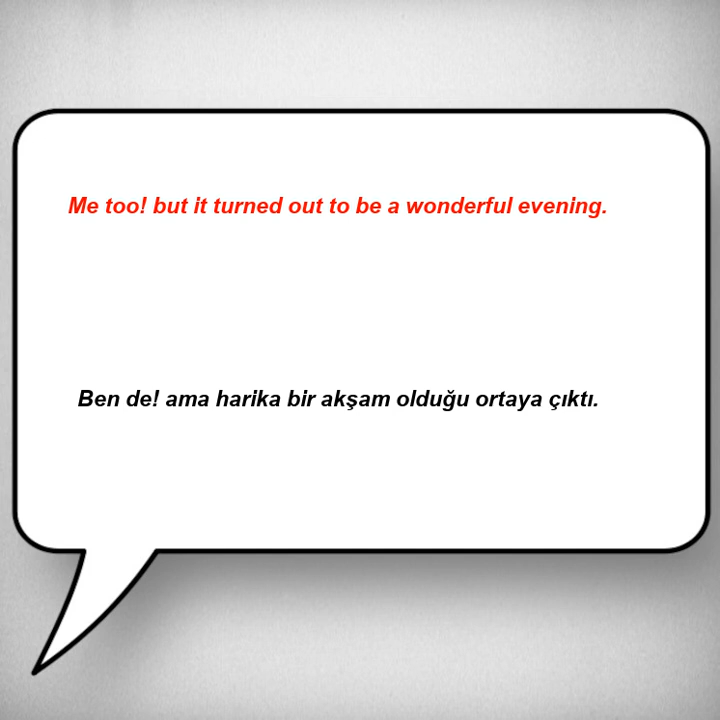 Me too! but it turned out to be a wonderful evening.
Ben de! ama harika bir akşam olduğu ortaya çıktı.